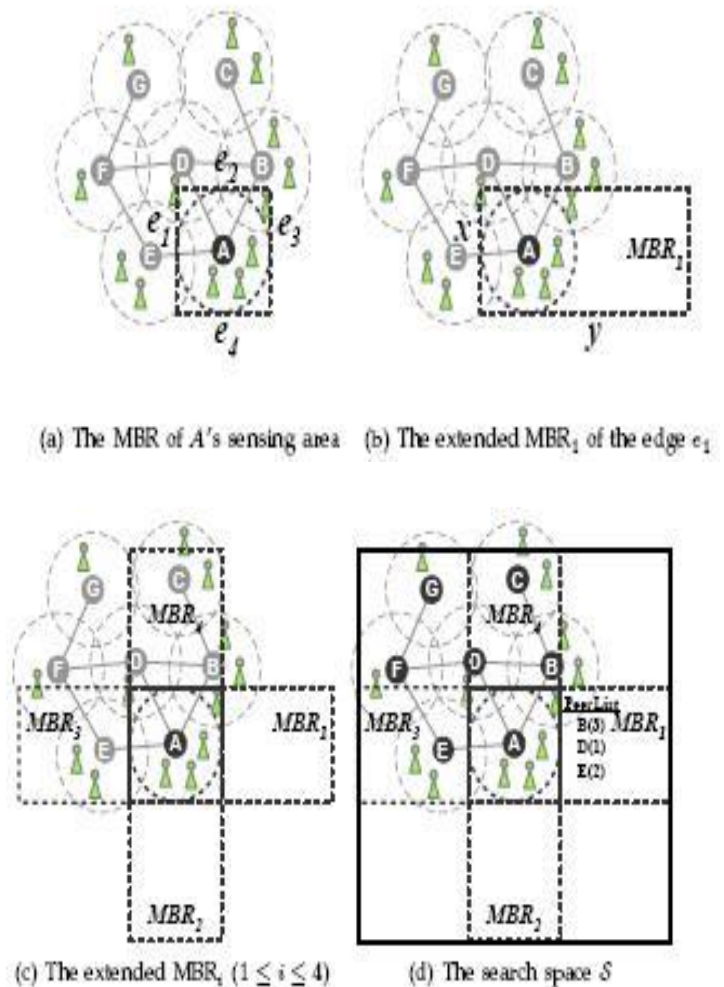 G
C
F
D
B
e2
e1
e3
E
A
e4
G
C
F
D
B
x
E
A
MBR1
y
(a) The MBR of A's sensing area
(b) The extended MBR1 of the edge e1
G
C
MBR4
F
D
B
MBR3
MBR1
E
A
MBR2
G
C
MBR4
F
D
B
MBR3
PeerList
MBR1
B(3)
D(1)
E(2)
E
A
MBR2
(c) The extended MBRi (1 ≤ i ≤ 4)
(d) The search space S